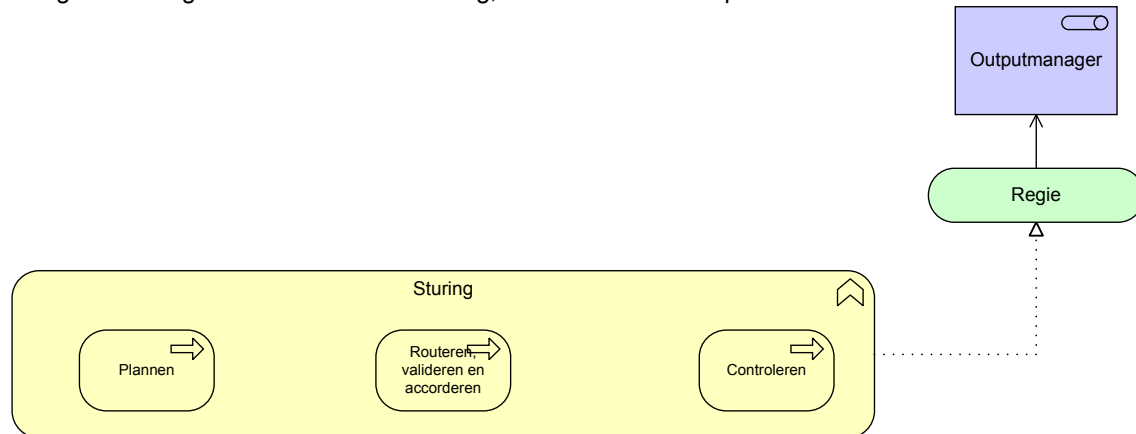 Outputmanager
Regie
Sturing
Plannen
Routeren,
valideren en
accorderen
Controleren